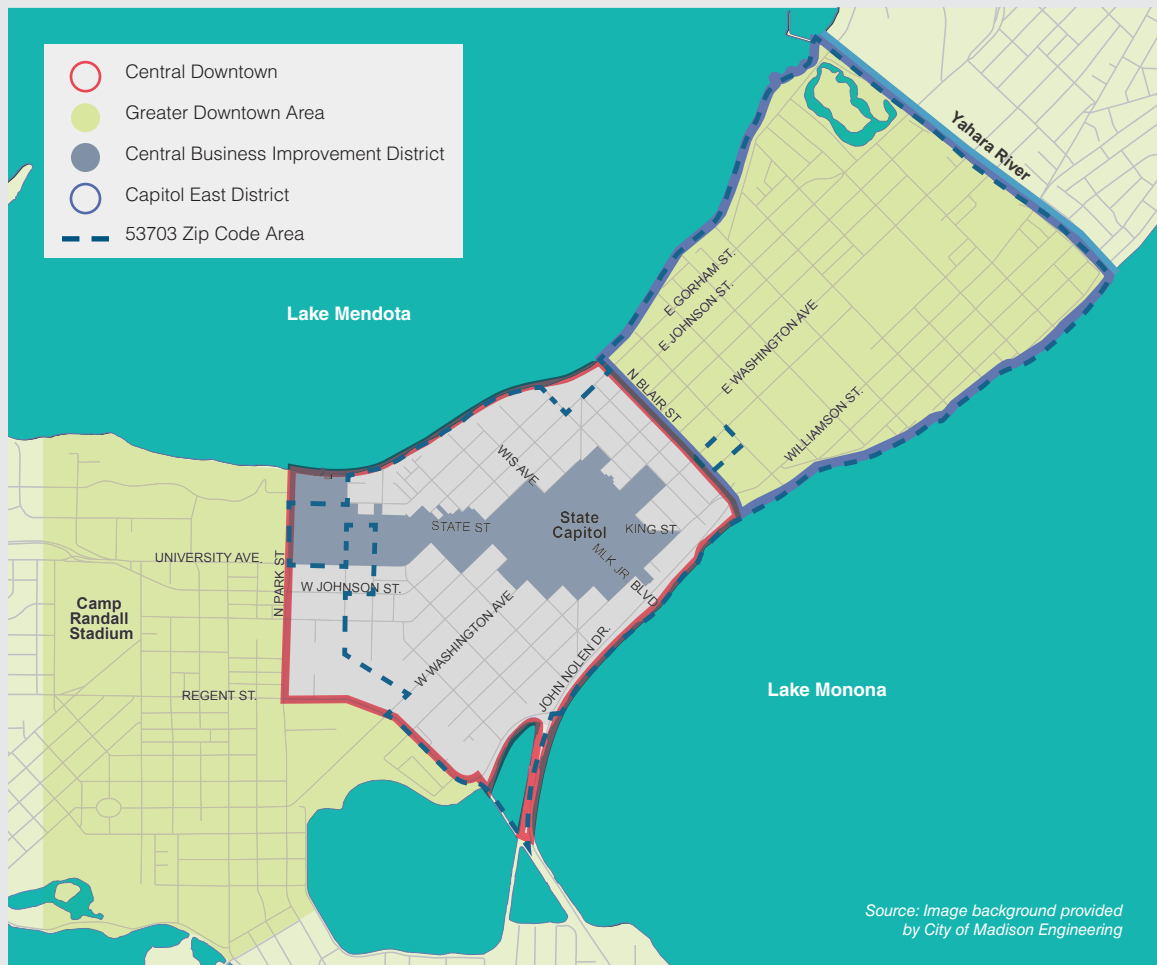 Central Downtown
Greater Downtown Area
Central Business Improvement District
Capitol East District
53703 Zip Code Area
Yahara River
Lake Mendota
E GORHAM ST.
E JOHNSON ST.
E WASHINGTON AVE
N BLAIR ST
WILLIAMSON ST.
WIS AVE
STATE ST
State
Capitol
KING ST.
MLK JR BLVD
UNIVERSITY AVE.
N PARK ST
W JOHNSON ST.
W WASHINGTON AVE
JOHN NOLEN DR.
Camp
Randall
Stadium
REGENT ST.
Lake Monona
Source: Image background provided
by City of Madison Engineering